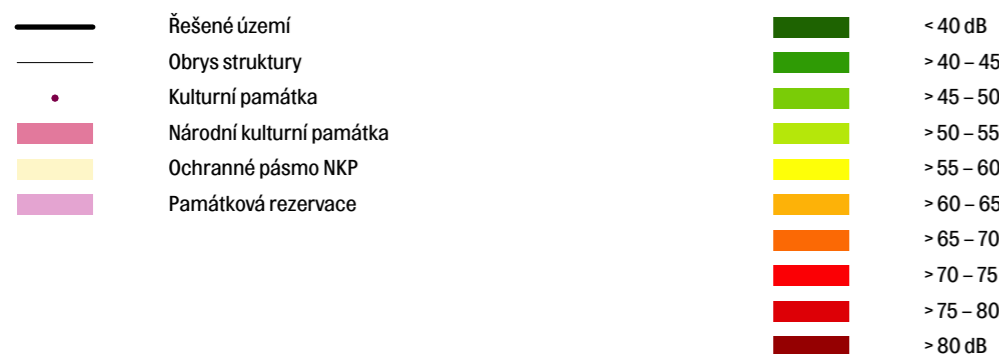 Řešené území
Obrys struktury
Kulturní památka
Národní kulturní památka
Ochranné pásmo NKP
Památková rezervace
< 40 dB
> 40 – 45
> 45 – 50
> 50 – 55
> 55 – 60
> 60 – 65
> 65 – 70
> 70 – 75
> 75 – 80
> 80 dB